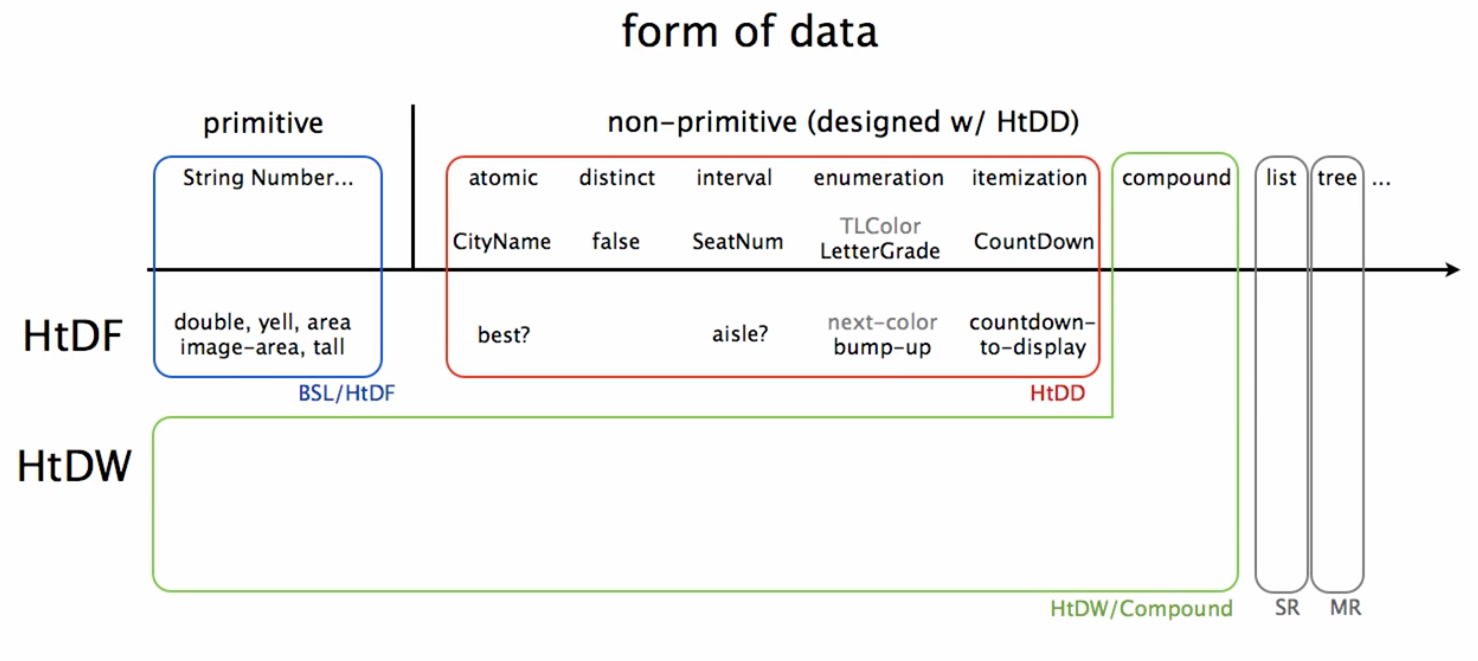 form of data
primitive
non-primitive (designed w/ HtDD)
String Number...
atomic distinct interval enumeration itemization compound list tree ...
TLColor
CityName false SeatNum LetterGrade CountDown
HtDF
double, yell, area
image-area, tall
best?
aisle?
next-color
bump-up
countdown-
to-display
BSL/HtDF
HtDD
HtDW
HtDW/Compound
SR
MR